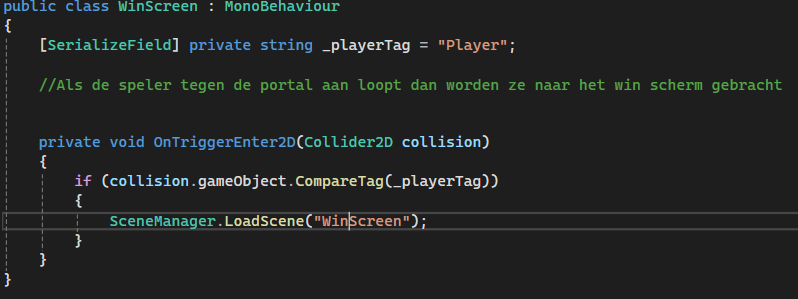 public class WinScreen : MonoBehaviour
{
[SerializeField] private string _playerTag = "Player";
//Als de speler tegen de portal aan loopt dan worden ze naar het win scherm gebracht
private void OnTriggerEnter2D(Collider2D collision)
{
if (collision.gameObject.CompareTag(_playerTag))
{
SceneManager.LoadScene("WinScreen");
}
}
}